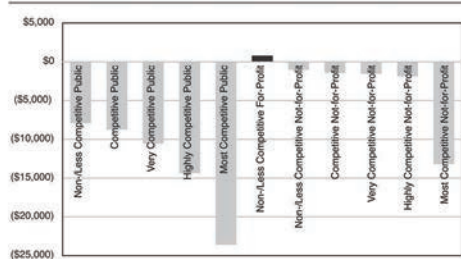 $5,000
$0
($5,000)
($10,000)
($15,000)
($20,000)
($25,000)
Non-/Less Competitive Public
Competitive Public
Very Competitive Public
Highly Competitive Public
Most Competitive Public
Non-/Less Competitive For-Profit
Non-/Less Competitive Not-for-Profit
Competitive Not-for-Profit
Very Competitive Not-for-Profit
Highly Competitive Not-for-Profit
Most Competitive Not-for-Profit